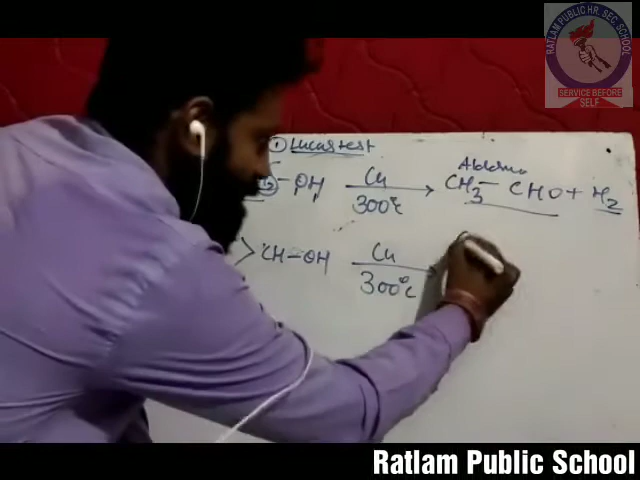 RATLAM PUBLIC HR. SEC. SCHOOL
SERVICE BEFORE
SELF
① Lucas test
-OH Cu 300°C CH3-CHO + H2
CH-OH Cu 300°C
Ratlam Public School